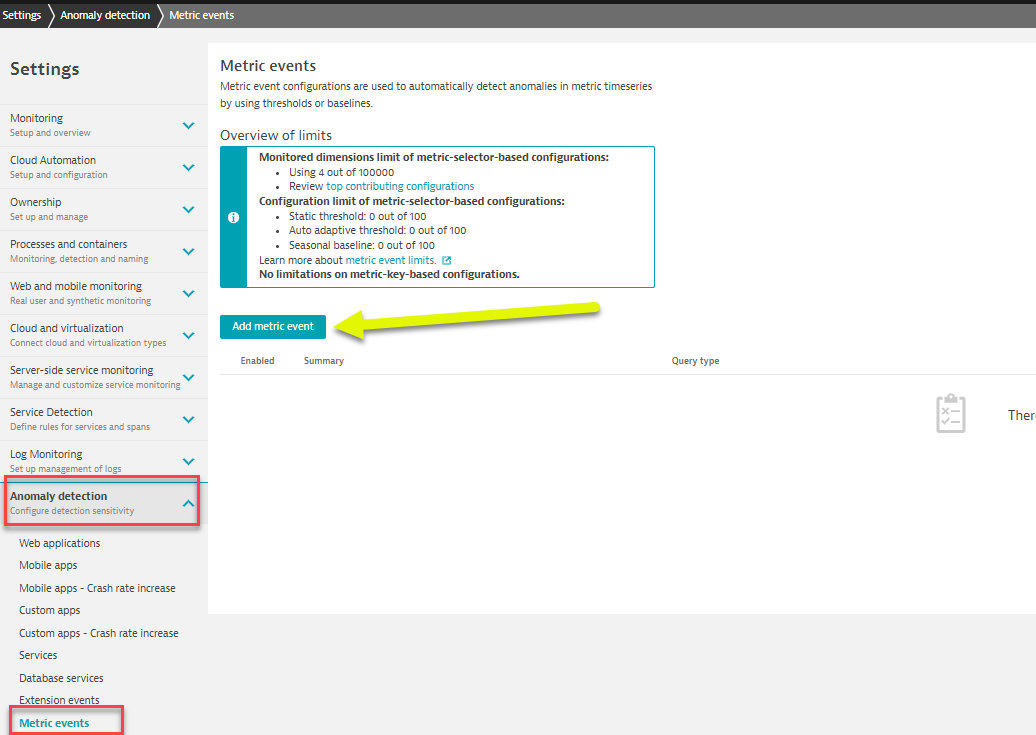 Settings
Anomaly detection
Metric events
Settings
Monitoring
Setup and overview
Cloud Automation
Setup and configuration
Ownership
Set up and manage
Processes and containers
Monitoring, detection and naming
Web and mobile monitoring
Real user and synthetic monitoring
Cloud and virtualization
Connect cloud and virtualization types
Server-side service monitoring
Manage and customize service monitoring
Service Detection
Define rules for services and spans
Log Monitoring
Set up management of logs
Anomaly detection
Configure detection sensitivity
Web applications
Mobile apps
Mobile apps - Crash rate increase
Custom apps
Custom apps - Crash rate increase
Services
Database services
Extension events
Metric events
Metric events
Metric event configurations are used to automatically detect anomalies in metric timeseries
by using thresholds or baselines.
Overview of limits
Monitored dimensions limit of metric-selector-based configurations:
• Using 4 out of 100000
• Review top contributing configurations
Configuration limit of metric-selector-based configurations:
• Static threshold: 0 out of 100
• Auto adaptive threshold: 0 out of 100
• Seasonal baseline: 0 out of 100
Learn more about metric event limits.
No limitations on metric-key-based configurations.
Add metric event
Enabled Summary Query type